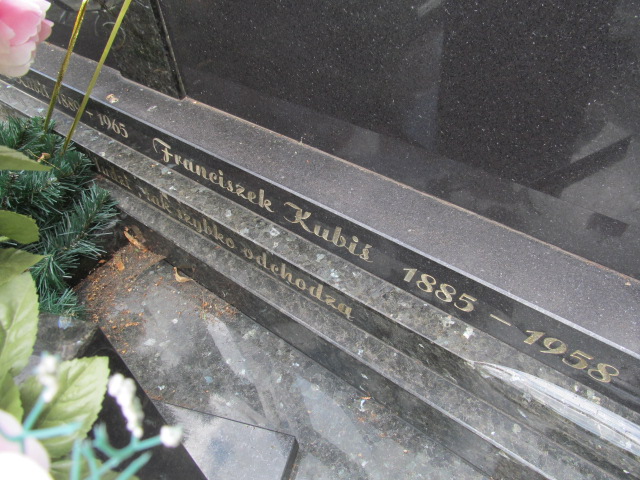 1965 Franciszek Kubiś 1885 – 1958
tak szybko odchodzą